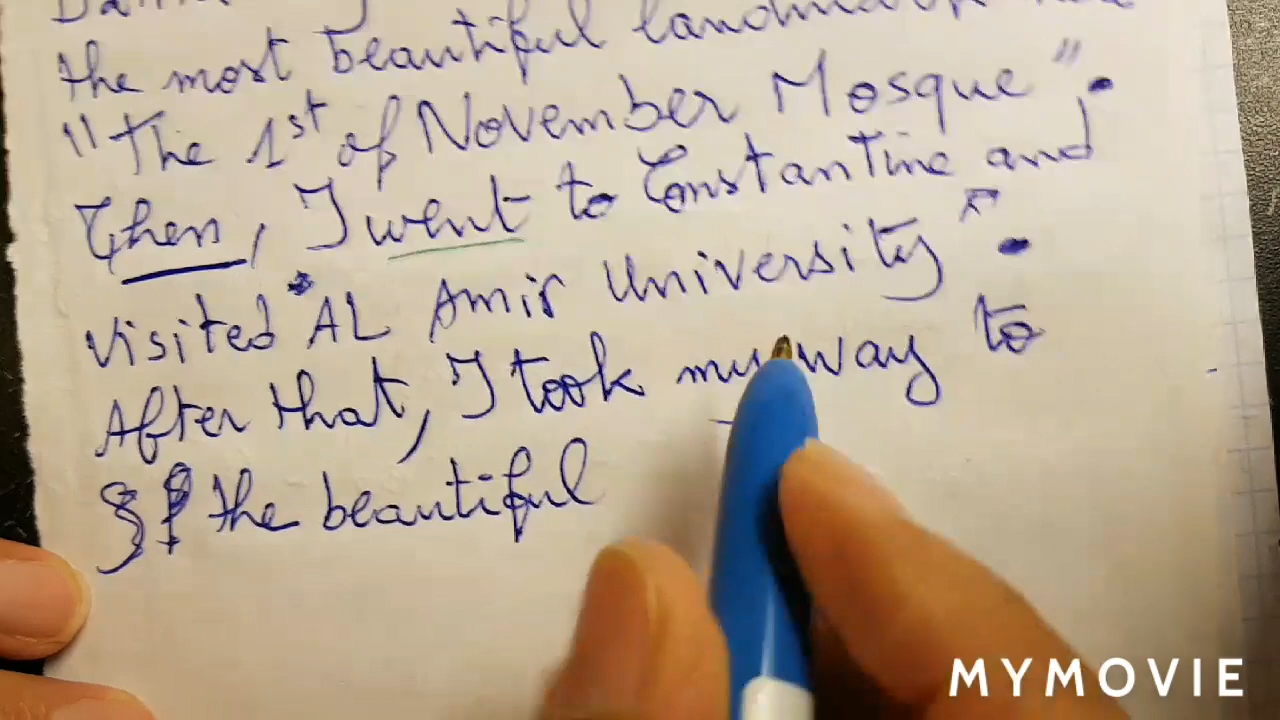 the most beautiful landmark
"The 1st of November Mosque".
Then, I went to Constantine and
visited "AL Amir University".
After that, I took my way to
the beautiful
MYMOVIE